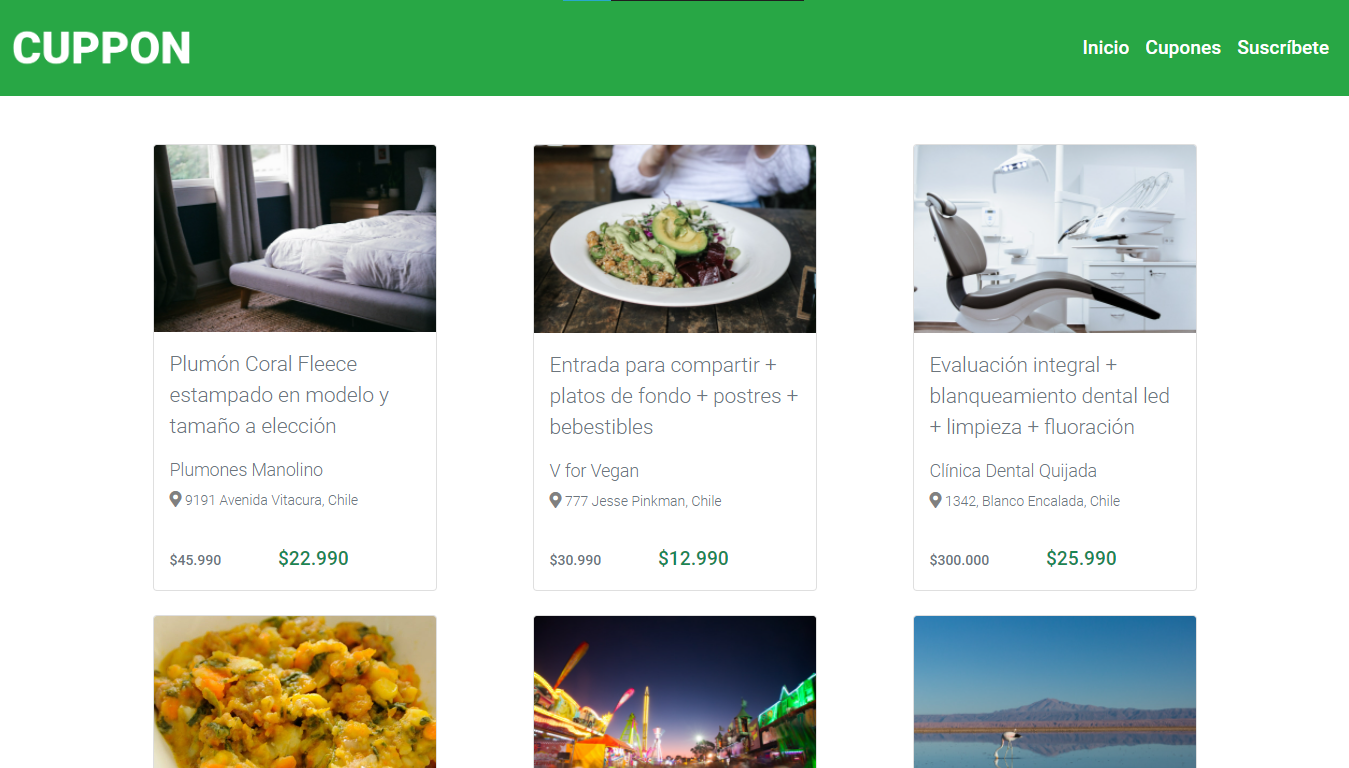 CUPPON
Inicio Cupones Suscríbete
Plumón Coral Fleece
estampado en modelo y
tamaño a elección
Plumones Manolino
9191 Avenida Vitacura, Chile
$45.990 $22.990
Entrada para compartir +
platos de fondo + postres +
bebestibles
V for Vegan
777 Jesse Pinkman, Chile
$30.990 $12.990
Evaluación integral +
blanqueamiento dental led
+ limpieza + fluoración
Clínica Dental Quijada
1342, Blanco Encalada, Chile
$300.000 $25.990